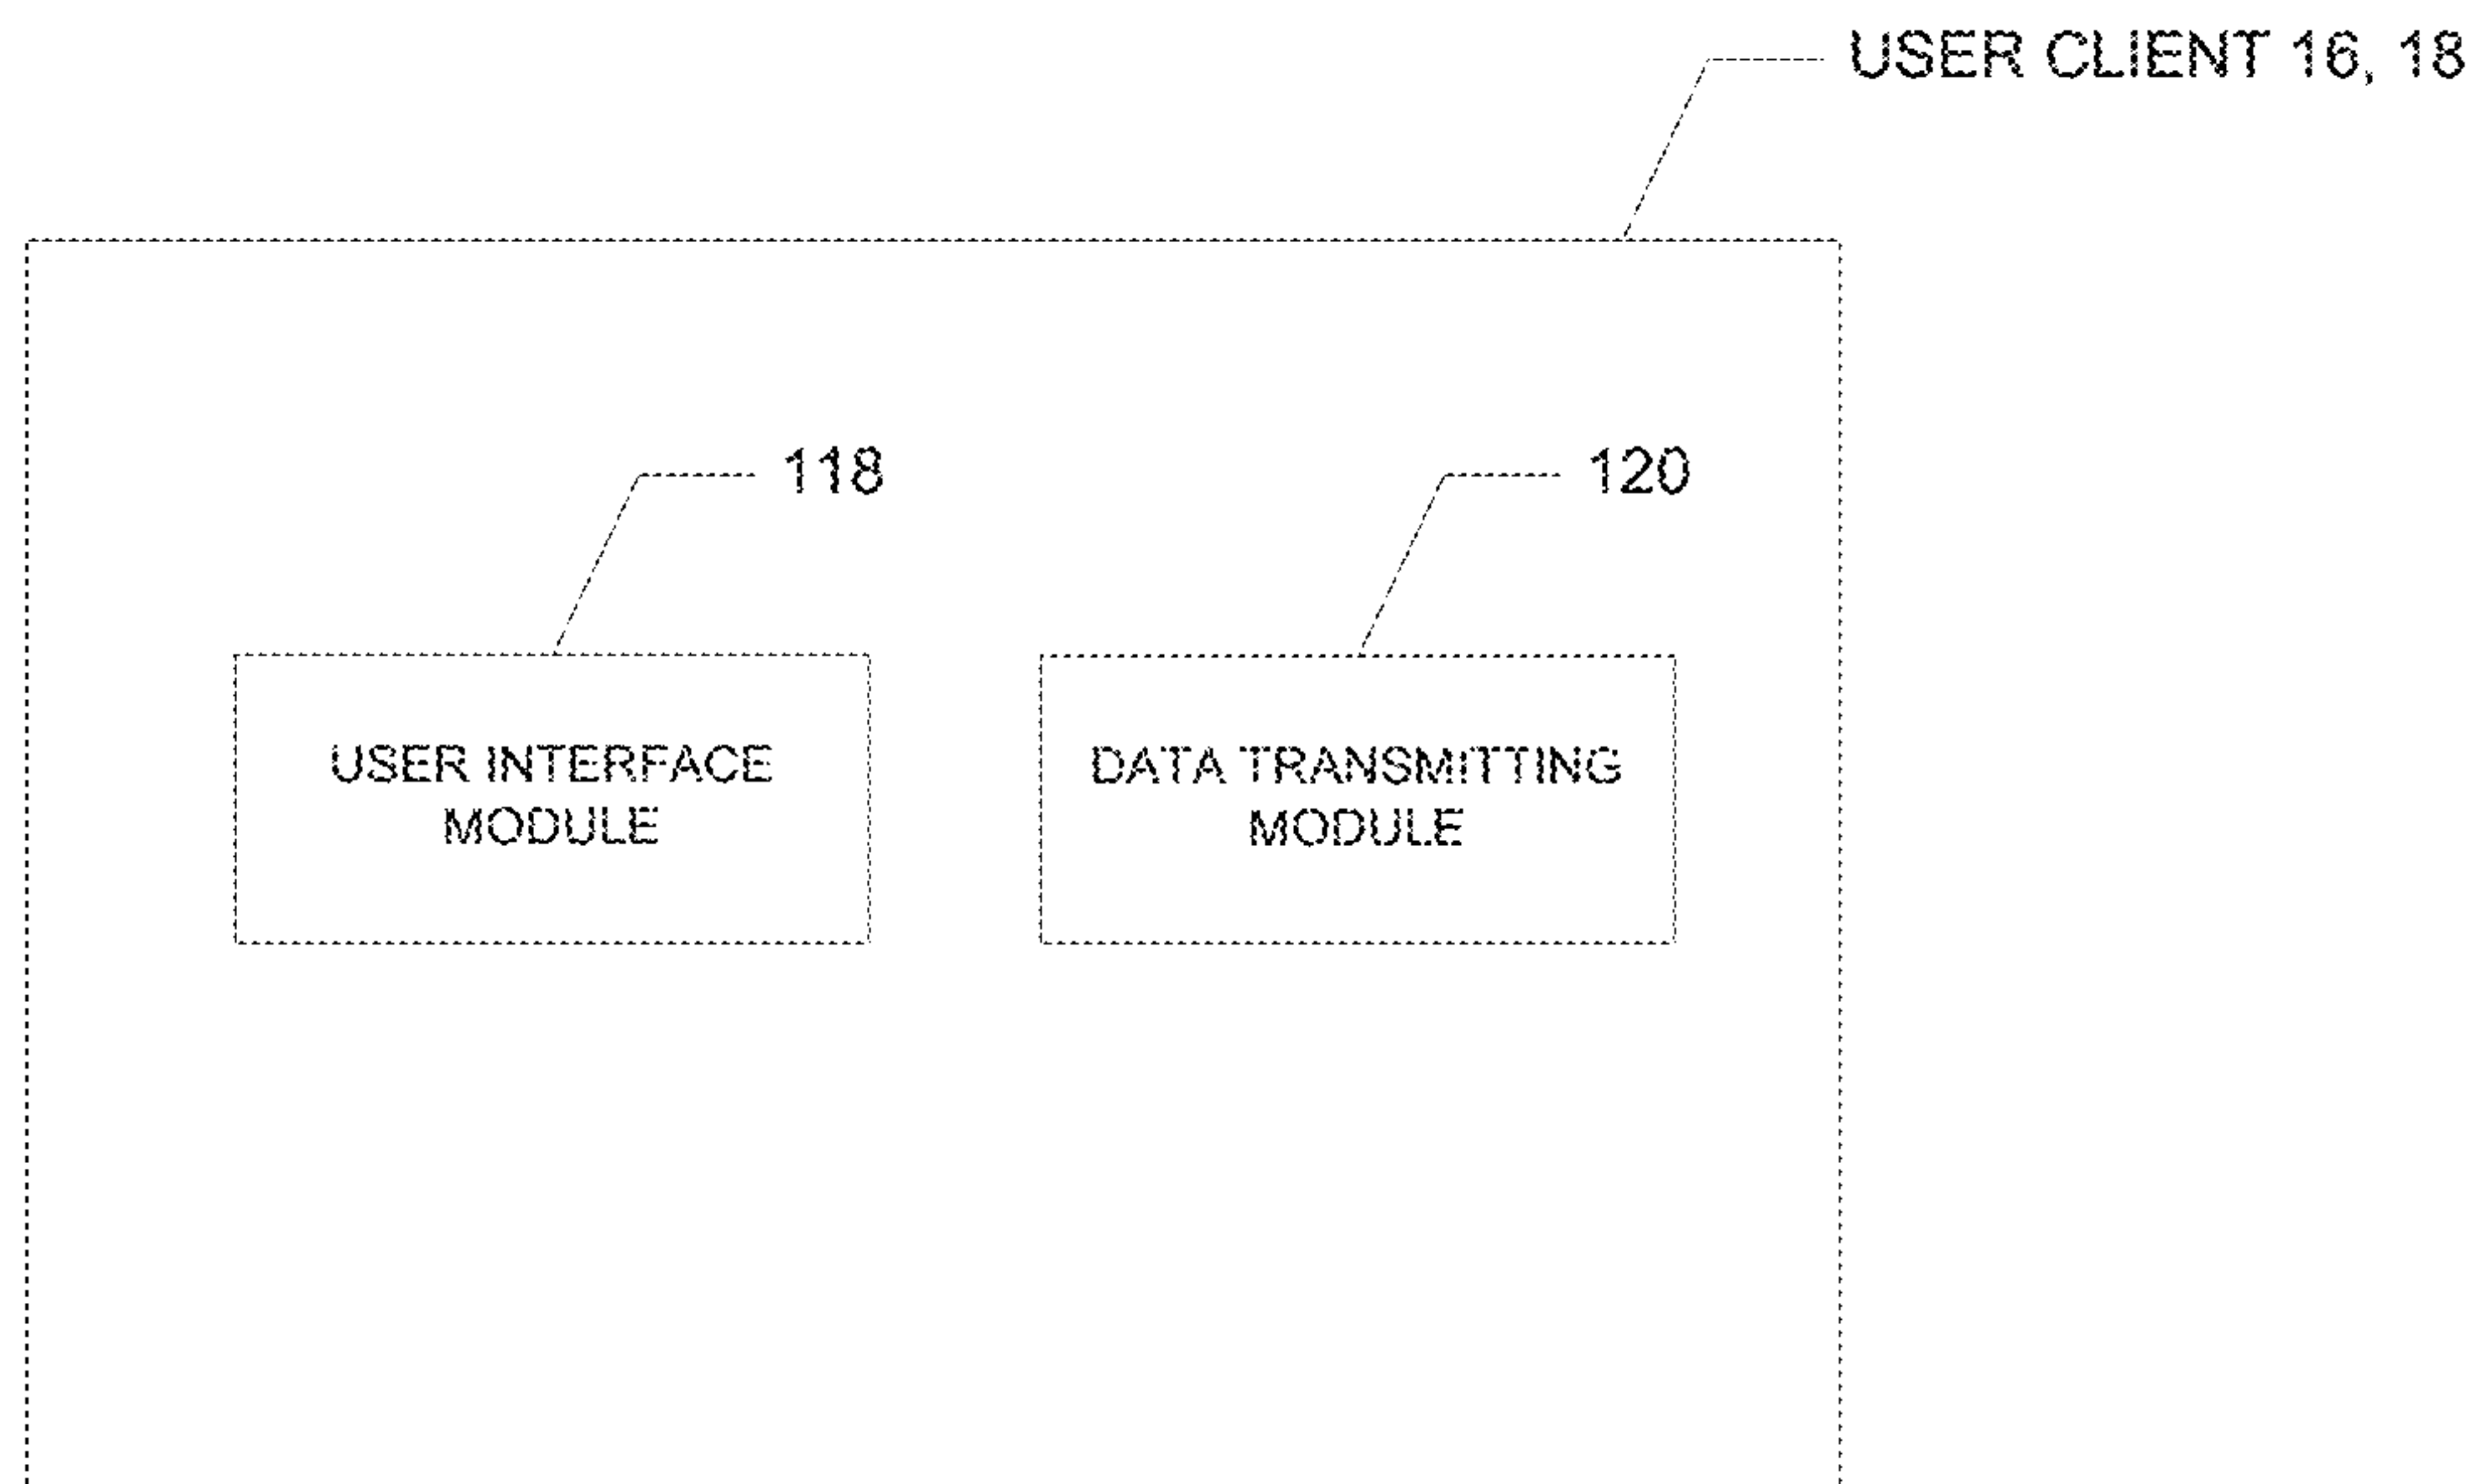 USER CLIENT 16, 18
118
120
USER INTERFACE
MODULE
DATA TRANSMITTING
MODULE